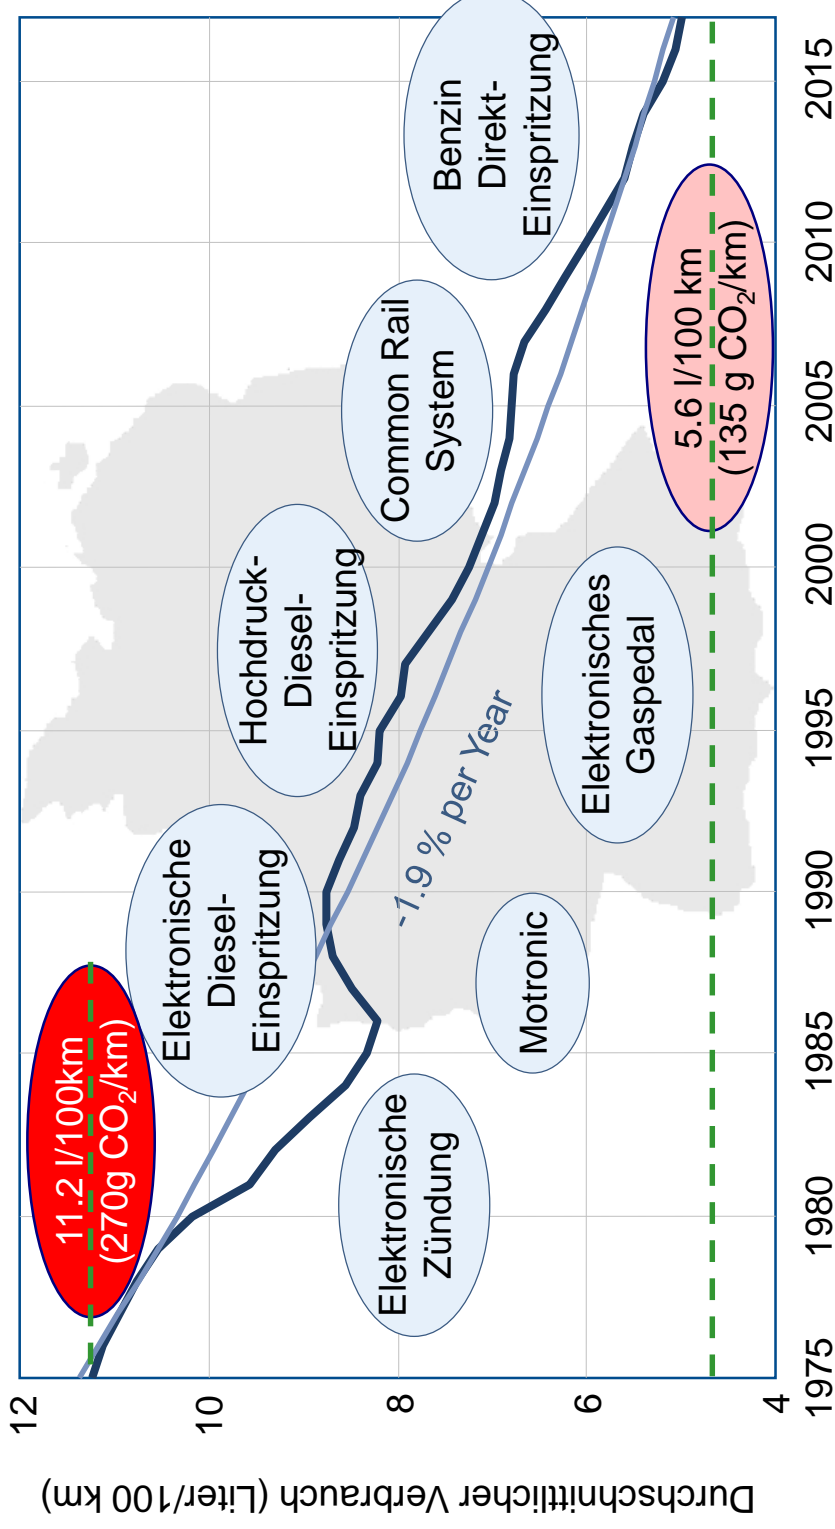 Durchschnittlicher Verbrauch (Liter/100 km)
12
10
8
6
4
1975
1980
1985
1990
1995
2000
2005
2010
2015
11.2 l/100km
(270g CO₂/km)
Elektronische
Zündung
Elektronische
Diesel-
Einspritzung
Motronic
-1.9 % per Year
Hochdruck-
Diesel-
Einspritzung
Elektronisches
Gaspedal
Common Rail
System
Benzin
Direkt-
Einspritzung
5.6 l/100 km
(135 g CO₂/km)